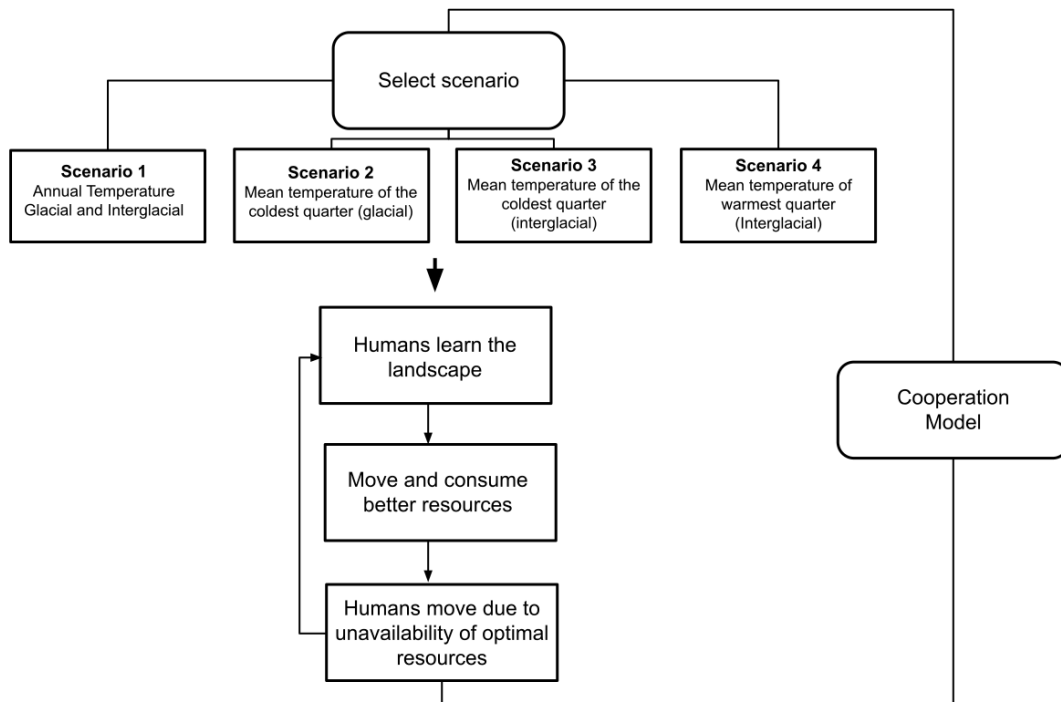 Select scenario
Scenario 1
Annual Temperature
Glacial and Interglacial
Scenario 2
Mean temperature of the
coldest quarter (glacial)
Scenario 3
Mean temperature of the
coldest quarter
(interglacial)
Scenario 4
Mean temperature of
warmest quarter
(Interglacial)
Humans learn the
landscape
Cooperation
Model
Move and consume
better resources
Humans move due to
unavailability of optimal
resources